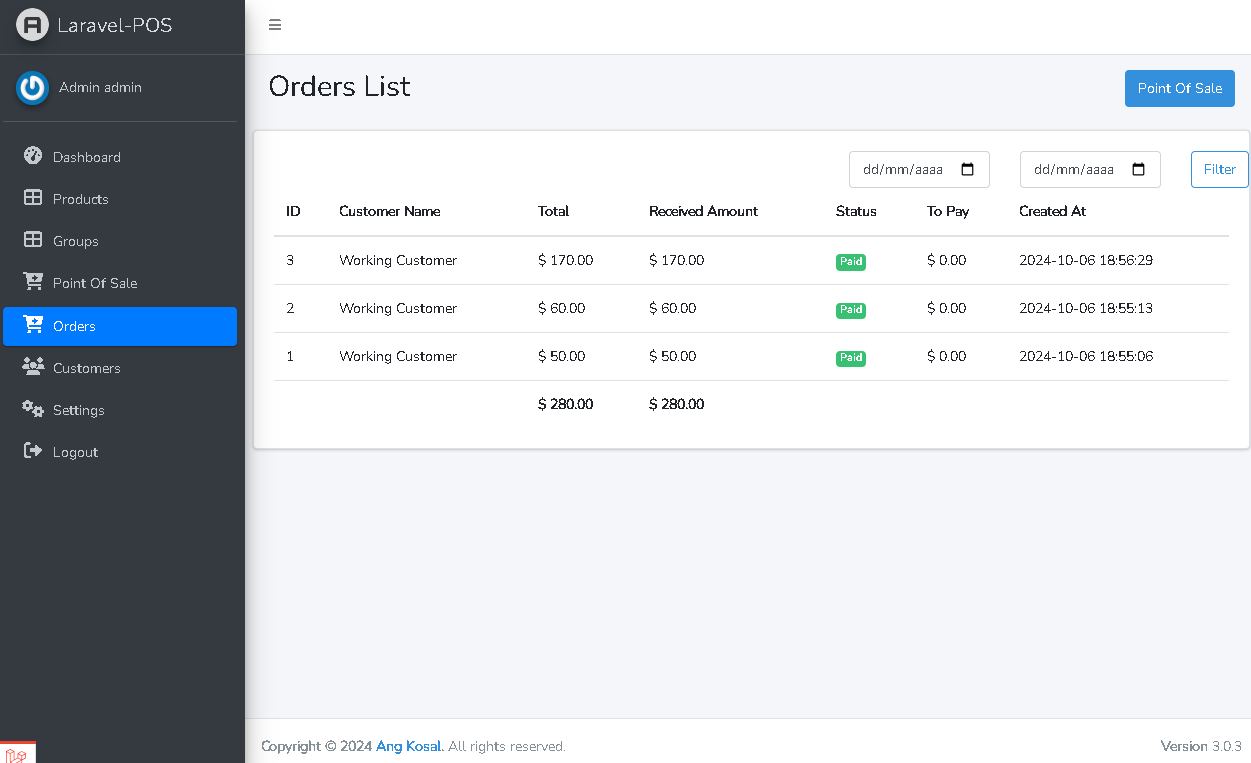 Laravel-POS
Admin admin
Dashboard
Products
Groups
Point Of Sale
Orders
Customers
Settings
Logout
Orders List
Point Of Sale
dd/mm/aaaa dd/mm/aaaa Filter
ID Customer Name Total Received Amount Status To Pay Created At
3 Working Customer $ 170.00 $ 170.00 Paid $ 0.00 2024-10-06 18:56:29
2 Working Customer $ 60.00 $ 60.00 Paid $ 0.00 2024-10-06 18:55:13
1 Working Customer $ 50.00 $ 50.00 Paid $ 0.00 2024-10-06 18:55:06
$ 280.00 $ 280.00
Copyright © 2024 Ang Kosal. All rights reserved.
Version 3.0.3